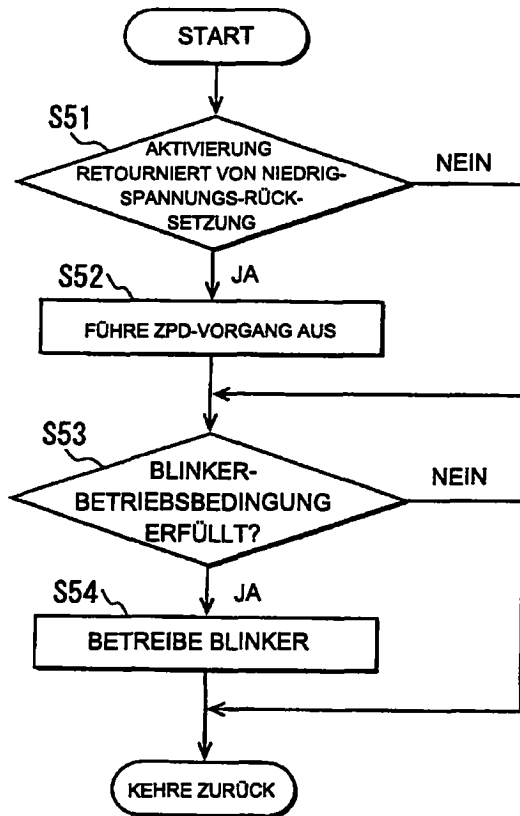 START
S51
AKTIVIERUNG
RETOURNIERT VON NIEDRIG-
SPANNUNGS-RÜCK-
SETZUNG
NEIN
JA
S52
FÜHRE ZPD-VORGANG AUS
S53
BLINKER-
BETRIEBSBEDINGUNG
ERFÜLLT?
NEIN
JA
S54
BETREIBE BLINKER
KEHRE ZURÜCK